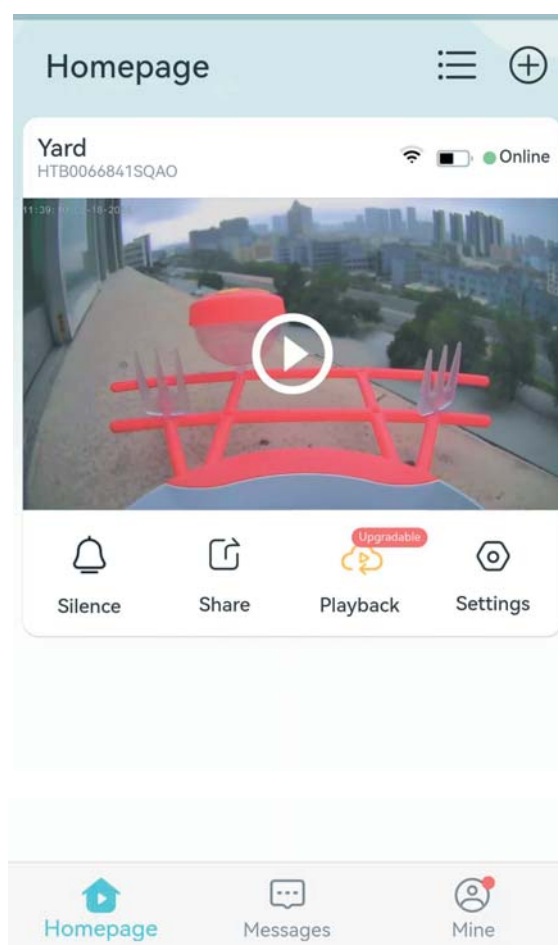 Homepage
Yard
HTB0066841SQAO
Online
Upgradable
Silence
Share
Playback
Settings
Homepage
Messages
Mine